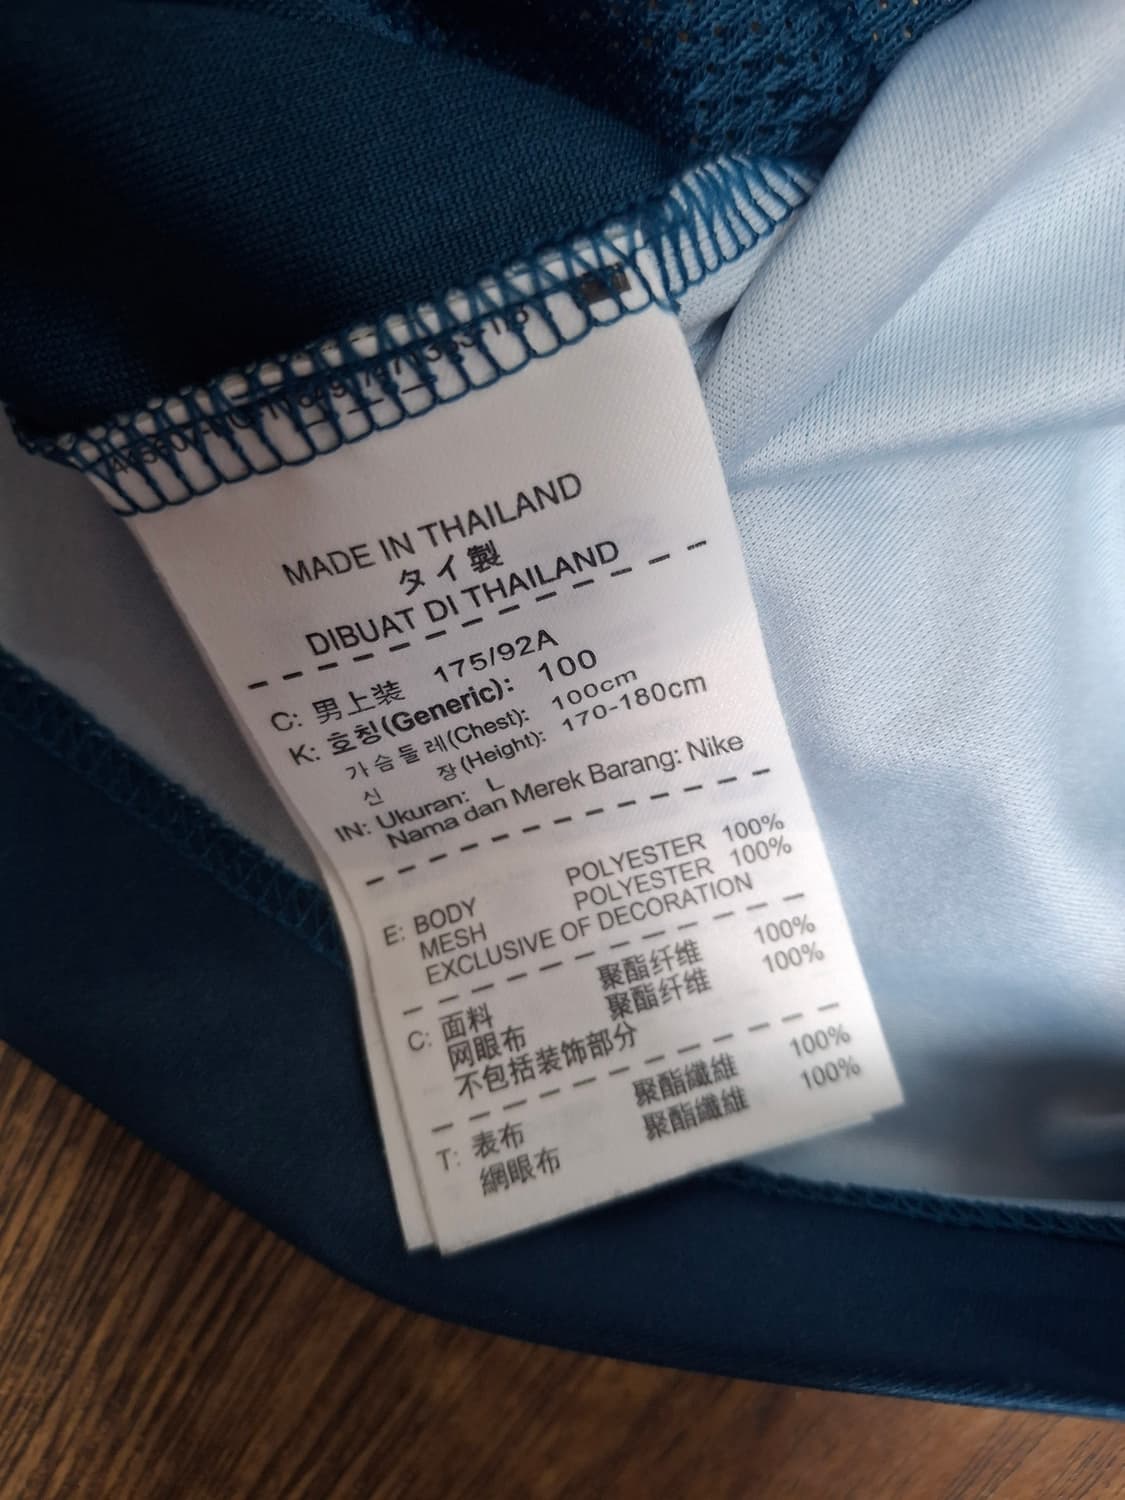 MADE IN THAILAND
タイ製
DIBUAT DI THAILAND
C: 男上装 175/92A
K: 호칭(Generic): 100
가슴둘레(Chest): 100cm
신 장(Height): 170-180cm
IN: Ukuran: L
Nama dan Merek Barang: Nike
E: BODY POLYESTER 100%
MESH POLYESTER 100%
EXCLUSIVE OF DECORATION
C: 面料 聚酯纤维 100%
网眼布 聚酯纤维 100%
不包括装饰部分
T: 表布 聚酯纖維 100%
網眼布 聚酯纖維 100%